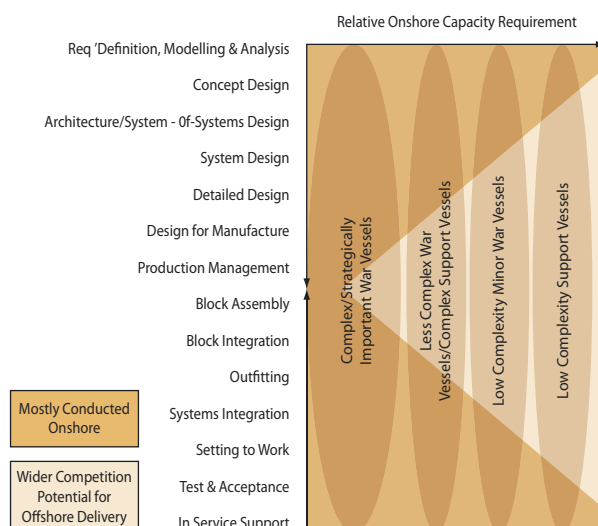 Relative Onshore Capacity Requirement
Req ’Definition, Modelling & Analysis
Concept Design
Architecture/System - 0f-Systems Design
System Design
Detailed Design
Design for Manufacture
Production Management
Block Assembly
Block Integration
Outfitting
Systems Integration
Setting to Work
Test & Acceptance
In Service Support
Complex/Strategically
Important War Vessels
Less Complex War
Vessels/Complex Support Vessels
Low Complexity Minor War Vessels
Low Complexity Support Vessels
Mostly Conducted
Onshore
Wider Competition
Potential for
Offshore Delivery